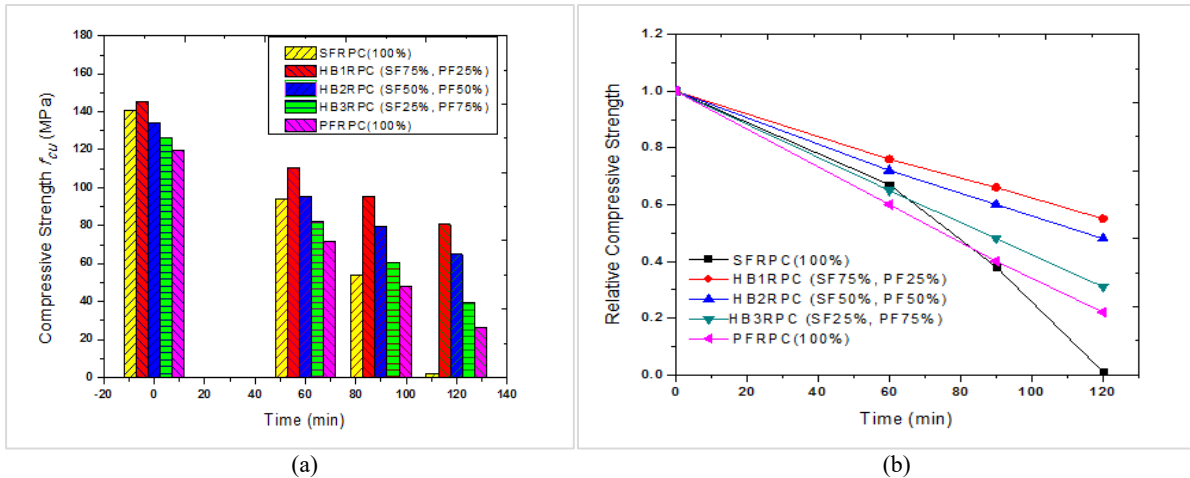 180
160
140
120
100
80
60
40
20
0
Compressive Strength f_cu (MPa)
SFRPC(100%)
HB1RPC (SF75%, PF25%)
HB2RPC (SF50%, PF50%)
HB3RPC (SF25%, PF75%)
PFRPC(100%)
-20 0 20 40 60 80 100 120 140
Time (min)
(a)
1.2
1.0
0.8
0.6
0.4
0.2
0.0
Relative Compressive Strength
SFRPC(100%)
HB1RPC (SF75%, PF25%)
HB2RPC (SF50%, PF50%)
HB3RPC (SF25%, PF75%)
PFRPC(100%)
0 20 40 60 80 100 120
Time (min)
(b)